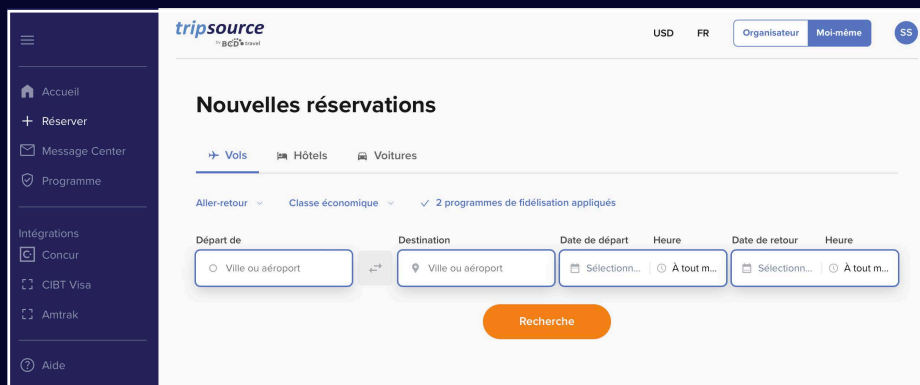 tripsource
by BCD travel
USD FR Organisateur Moi-même SS
Accueil
Réserver
Message Center
Programme
Intégrations
Concur
CIBT Visa
Amtrak
Aide
Nouvelles réservations
Vols Hôtels Voitures
Aller-retour Classe économique 2 programmes de fidélisation appliqués
Départ de Destination Date de départ Heure Date de retour Heure
Ville ou aéroport Ville ou aéroport Sélectionn... À tout m... Sélectionn... À tout m...
Recherche